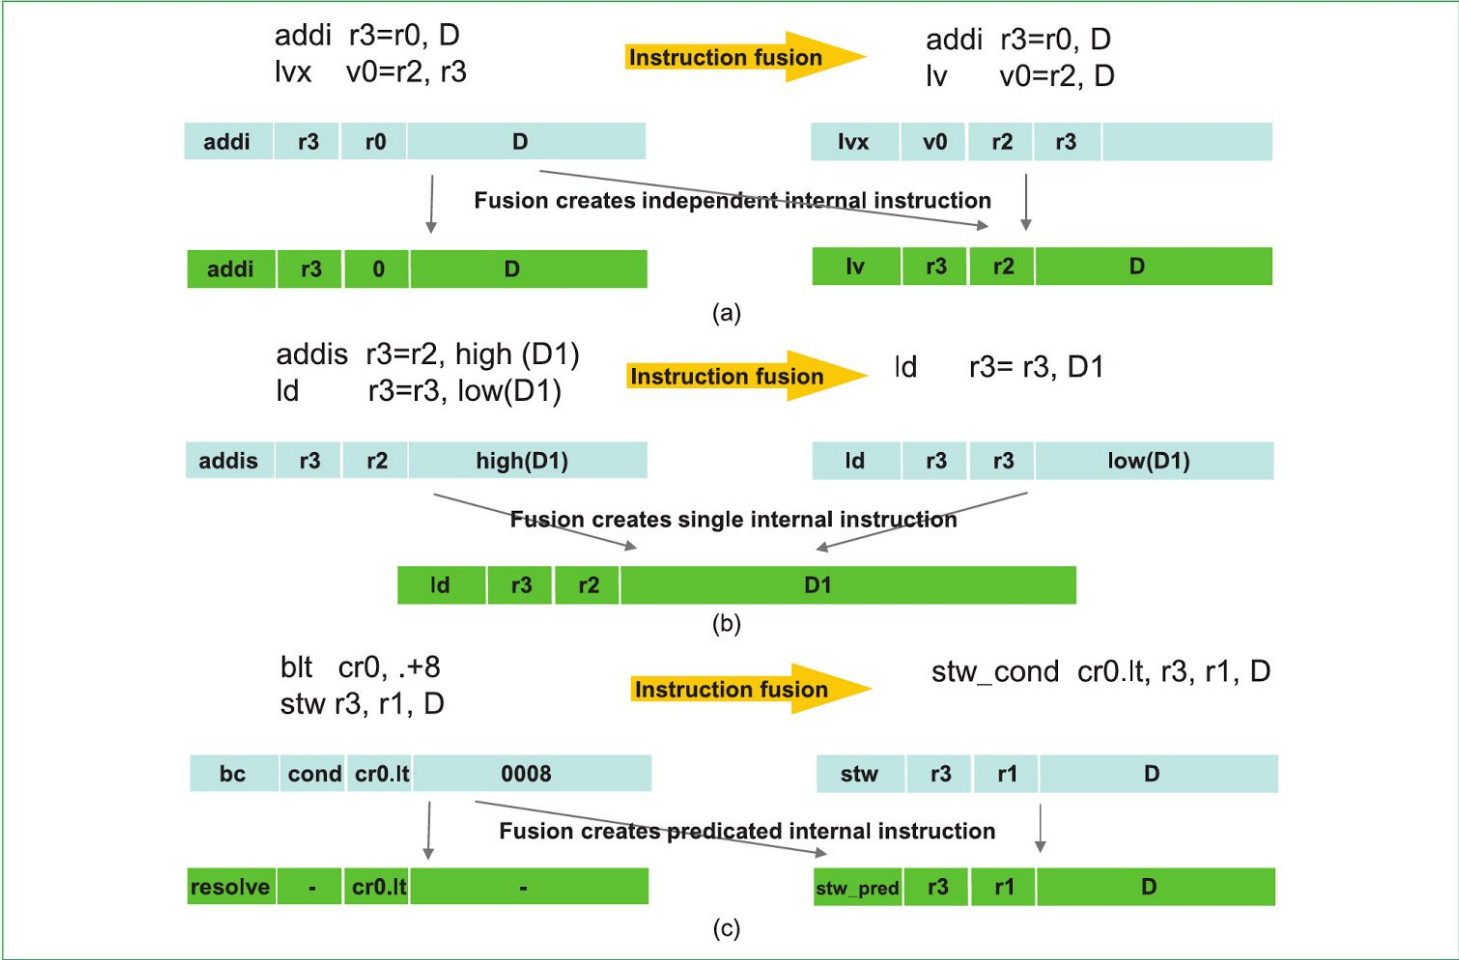 addi r3=r0, D
lvx v0=r2, r3
Instruction fusion
addi r3=r0, D
lv v0=r2, D
addi r3 r0 D
lvx v0 r2 r3
Fusion creates independent internal instruction
addi r3 0 D
lv r3 r2 D
(a)
addis r3=r2, high (D1)
ld r3=r3, low(D1)
Instruction fusion
ld r3= r3, D1
addis r3 r2 high(D1)
ld r3 r3 low(D1)
Fusion creates single internal instruction
ld r3 r2 D1
(b)
blt cr0, .+8
stw r3, r1, D
Instruction fusion
stw_cond cr0.lt, r3, r1, D
bc cond cr0.lt 0008
stw r3 r1 D
Fusion creates predicated internal instruction
resolve - cr0.lt -
stw_pred r3 r1 D
(c)